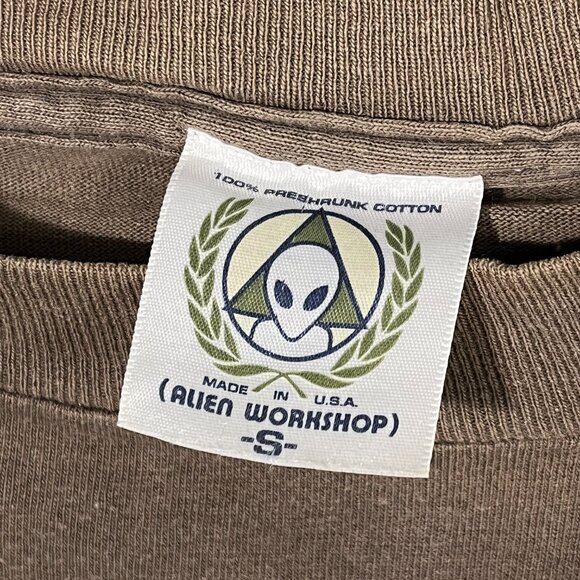 100% PRESHRUNK COTTON
MADE IN U.S.A.
(ALIEN WORKSHOP)
-S-